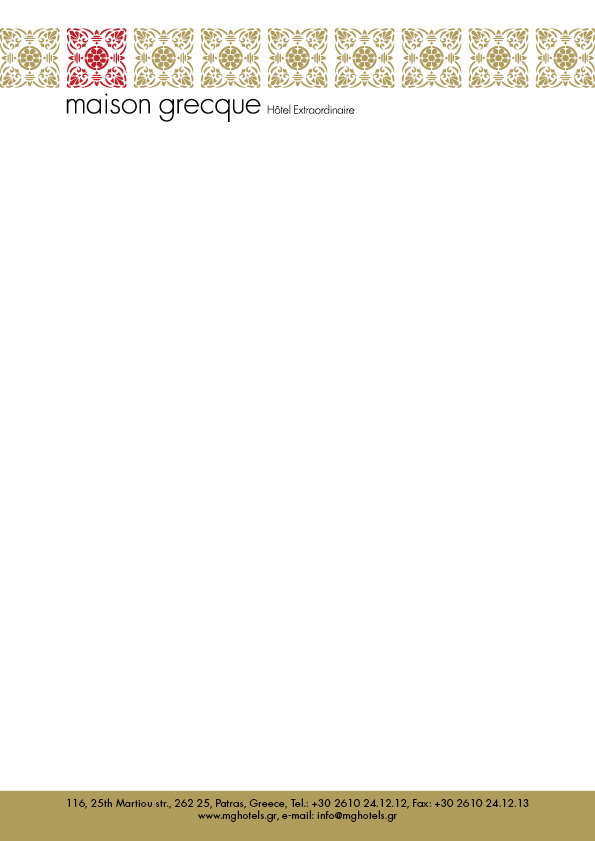 maison grecque Hôtel Extraordinaire
116, 25th Martiou str., 262 25, Patras, Greece, Tel.: +30 2610 24.12.12, Fax: +30 2610 24.12.13
www.mghotels.gr, e-mail: info@mghotels.gr